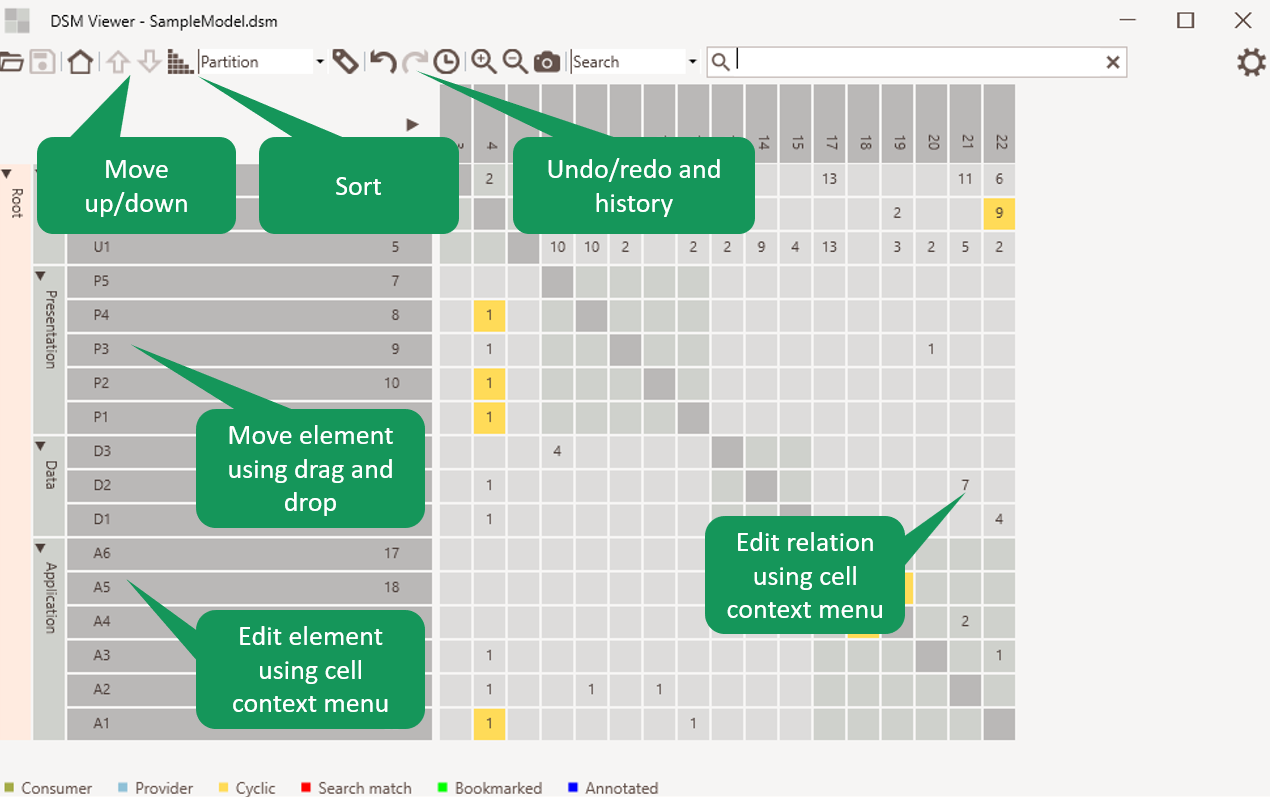 DSM Viewer - SampleModel.dsm
Partition
Search
4 14 15 17 18 19 20 21 22
Move up/down
Sort
Undo/redo and history
Root
2 13 11 6
2 9
U1 5 10 10 2 2 2 9 4 13 3 2 5 2
Presentation
P5 7
P4 8 1
P3 9 1 1
P2 10 1
P1 1
Move element using drag and drop
Data
D3 4
D2 1 7
D1 1 4
Edit relation using cell context menu
Application
A6 17
A5 18
A4 2
A3 1 1
A2 1 1 1
A1 1 1
Edit element using cell context menu
Consumer Provider Cyclic Search match Bookmarked Annotated